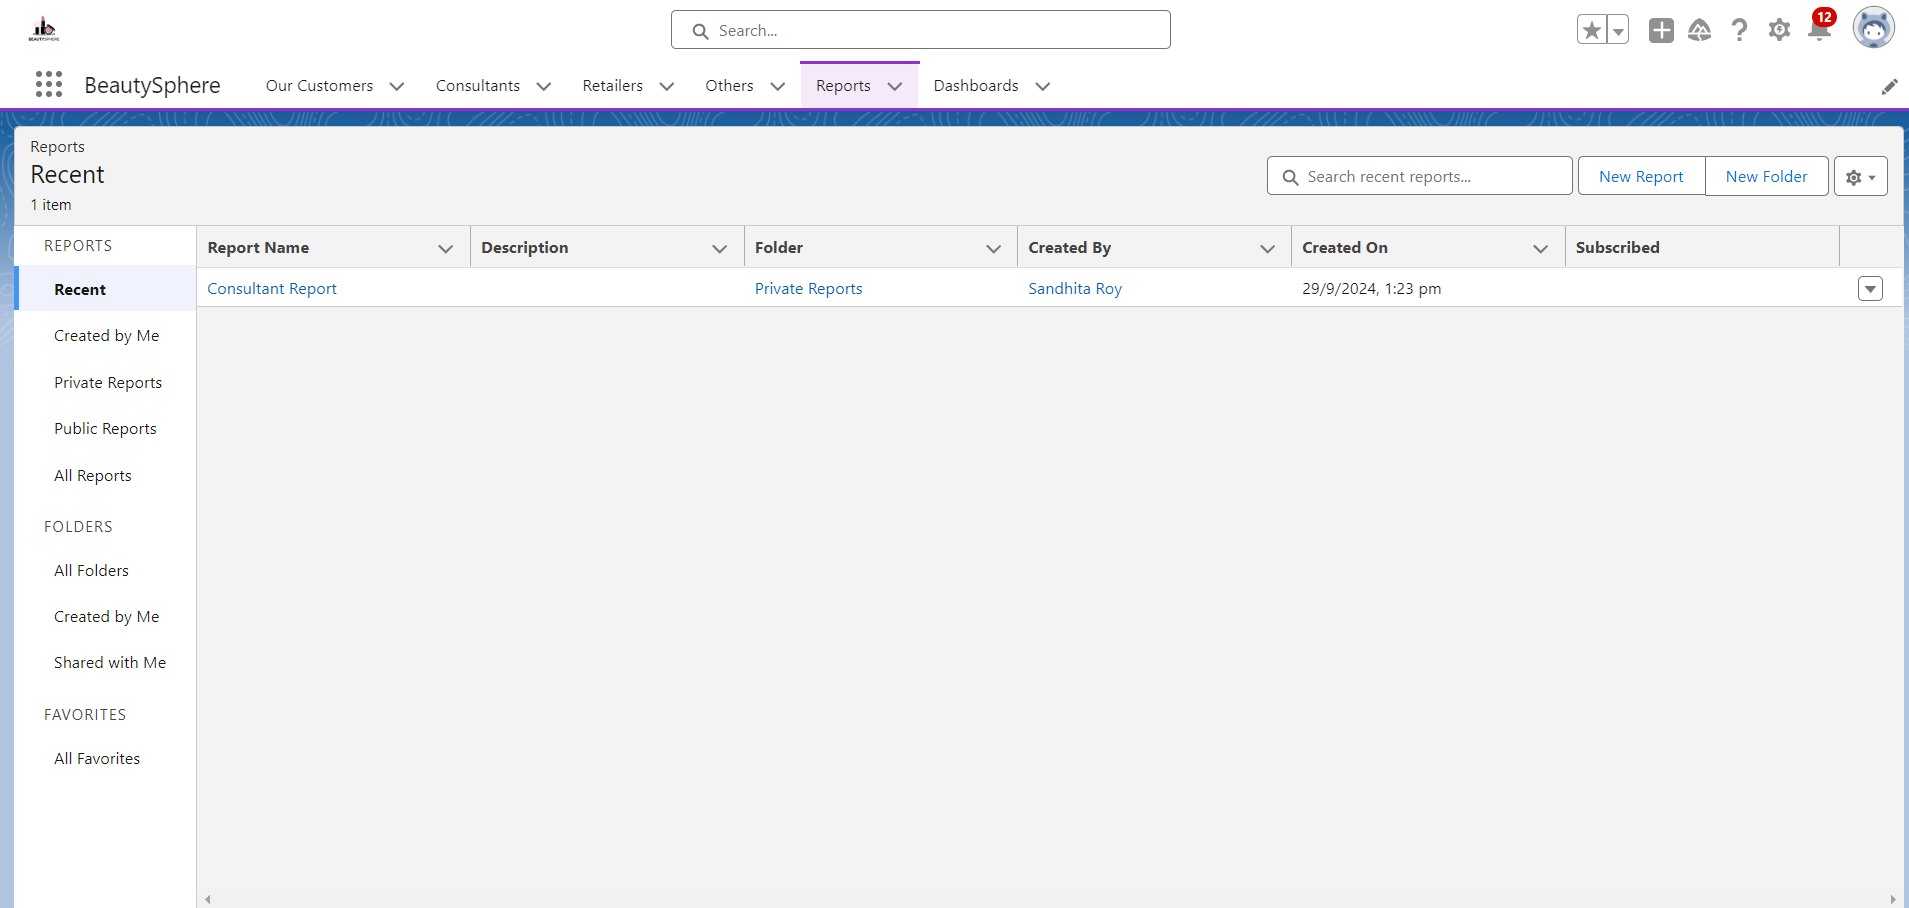 BEAUTYSPHERE
Search...
12
BeautySphere
Our Customers
Consultants
Retailers
Others
Reports
Dashboards
Reports
Recent
1 item
Search recent reports...
New Report
New Folder
REPORTS
Recent
Created by Me
Private Reports
Public Reports
All Reports
FOLDERS
All Folders
Created by Me
Shared with Me
FAVORITES
All Favorites
Report Name Description Folder Created By Created On Subscribed
Consultant Report Private Reports Sandhita Roy 29/9/2024, 1:23 pm